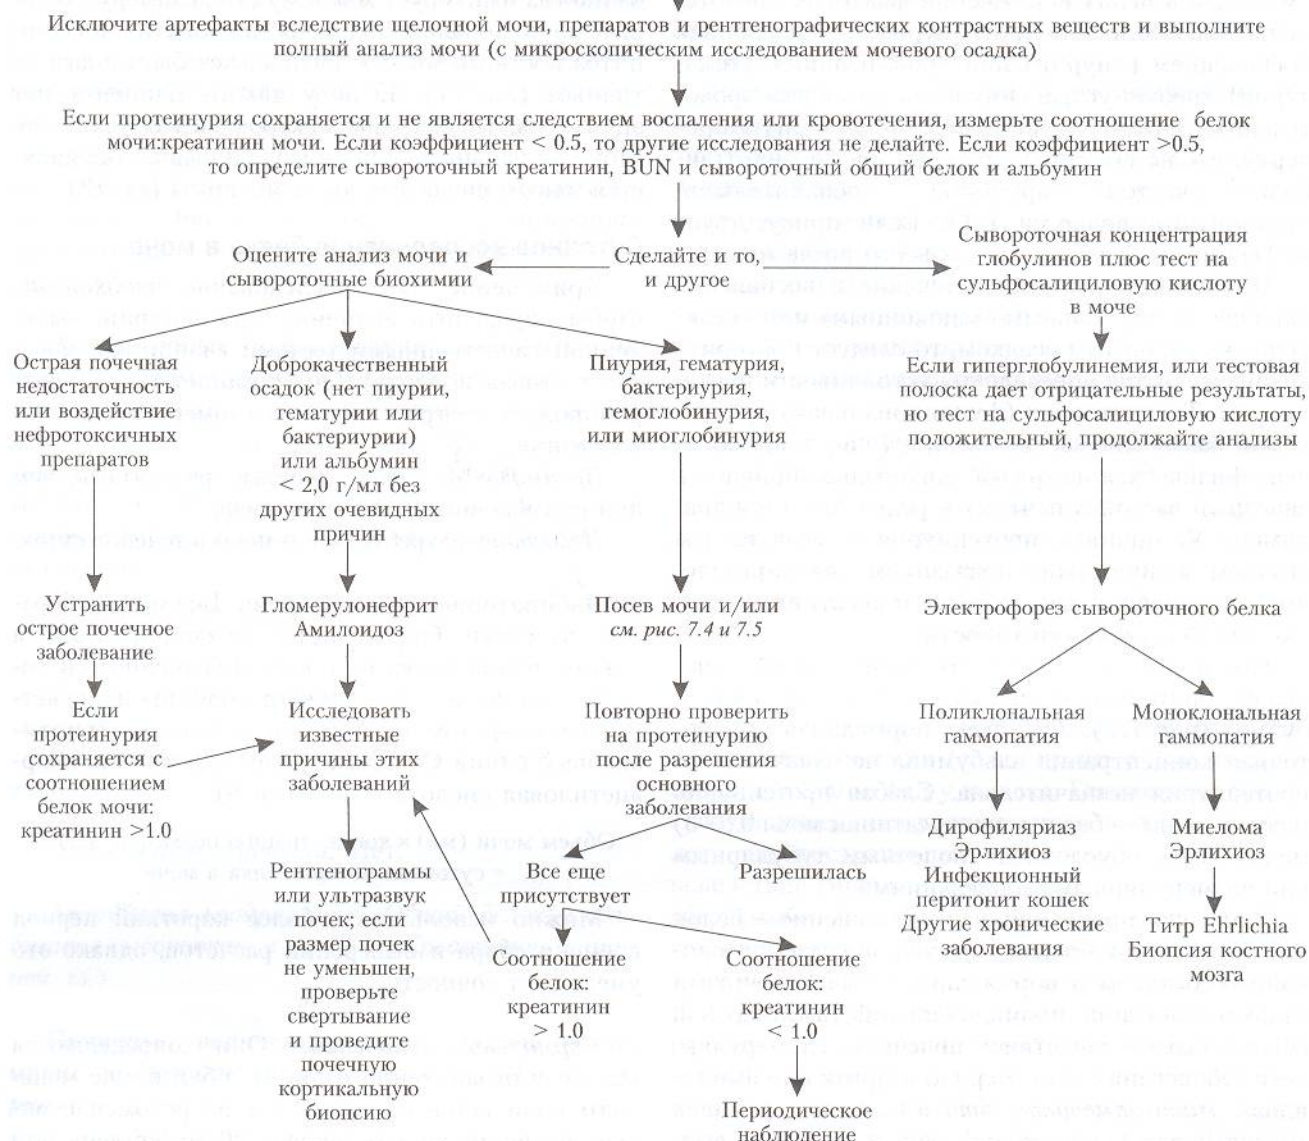 Исключите артефакты вследствие щелочной мочи, препаратов и рентгенографических контрастных веществ и выполните
полный анализ мочи (с микроскопическим исследованием мочевого осадка)
Если протеинурия сохраняется и не является следствием воспаления или кровотечения, измерьте соотношение белок
мочи:креатинин мочи. Если коэффициент < 0.5, то другие исследования не делайте. Если коэффициент >0.5,
то определите сывороточный креатинин, BUN и сывороточный общий белок и альбумин
Оцените анализ мочи и
сывороточные биохимии
Сделайте и то,
и другое
Сывороточная концентрация
глобулинов плюс тест на
сульфосалициловую кислоту
в моче
Острая почечная
недостаточность
или воздействие
нефротоксичных
препаратов
Доброкачественный
осадок (нет пиурии,
гематурии или
бактериурии)
или альбумин
< 2,0 г/мл без
других очевидных
причин
Пиурия, гематурия,
бактериурия,
гемоглобинурия,
или миоглобинурия
Если гиперглобулинемия, или тестовая
полоска дает отрицательные результаты,
но тест на сульфосалициловую кислоту
положительный, продолжайте анализы
Устранить
острое почечное
заболевание
Гломерулонефрит
Амилоидоз
Посев мочи и/или
см. рис. 7.4 и 7.5
Электрофорез сывороточного белка
Если
протеинурия
сохраняется с
соотношением
белок мочи:
креатинин >1.0
Исследовать
известные
причины этих
заболеваний
Повторно проверить
на протеинурию
после разрешения
основного
заболевания
Поликлональная
гаммопатия
Моноклональная
гаммопатия
Рентгенограммы
или ультразвук
почек; если
размер почек
не уменьшен,
проверьте
свертывание
и проведите
почечную
кортикальную
биопсию
Все еще
присутствует
Разрешилась
Дирофиляриаз
Эрлихиоз
Инфекционный
перитонит кошек
Другие хронические
заболевания
Миелома
Эрлихиоз
Соотношение
белок:
креатинин
> 1.0
Соотношение
белок:
креатинин
< 1.0
Титр Ehrlichia
Биопсия костного
мозга
Периодическое
наблюдение